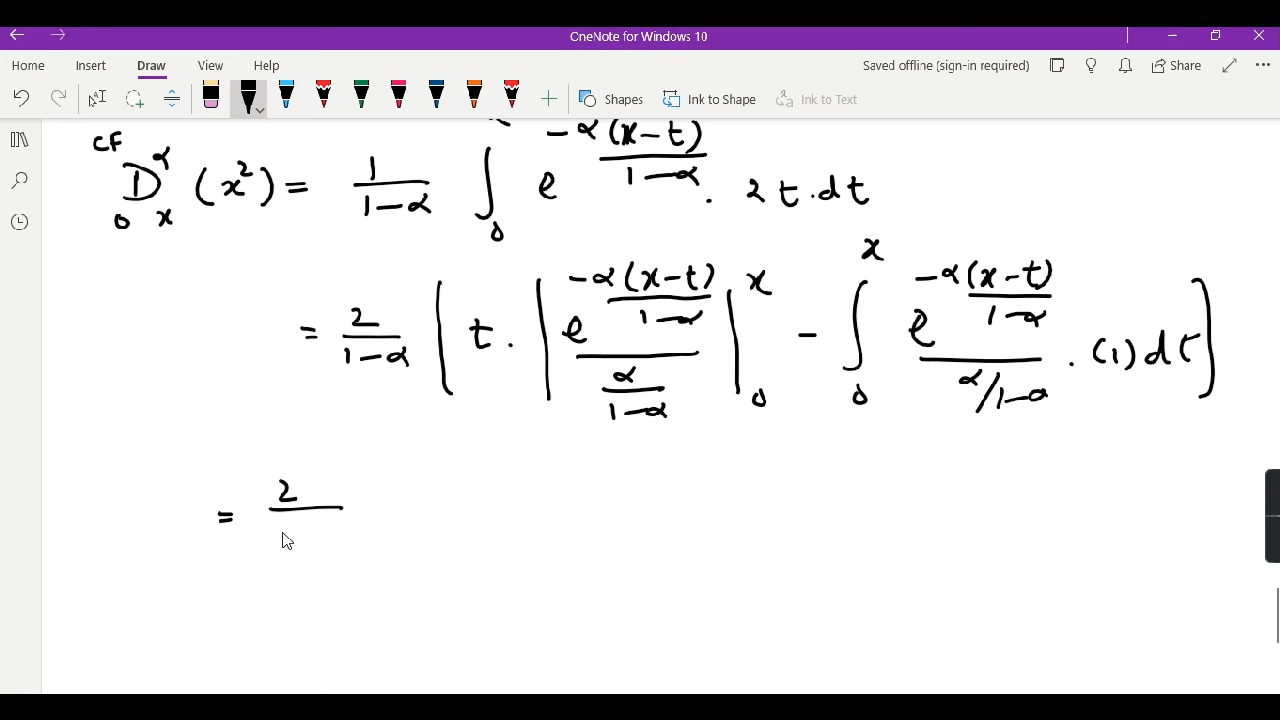 OneNote for Windows 10
Home Insert Draw View Help Saved offline (sign-in required) Share
Shapes Ink to Shape Ink to Text
CF 0 D x α (x²) = 1/(1-α) ∫ 0 e^(-α(x-t)/(1-α)) . 2t.dt
= 2/(1-α) [ t . | e^(-α(x-t)/(1-α)) / (α/(1-α)) | 0 x - ∫ 0 x e^(-α(x-t)/(1-α)) / (α/1-α) . (1) dt ]
= 2